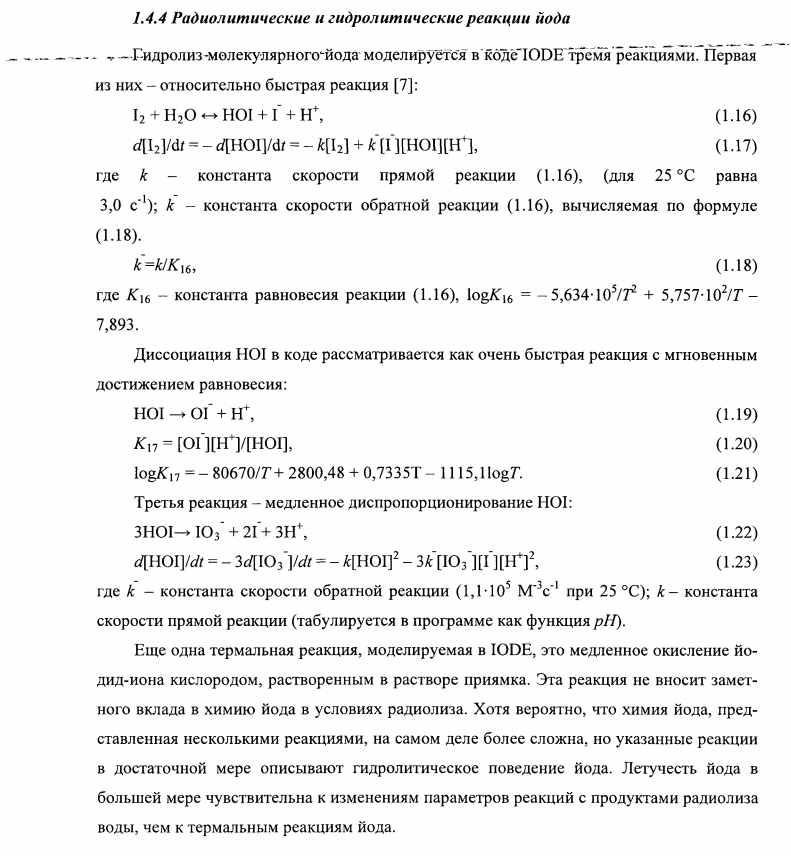 1.4.4 Радиолитические и гидролитические реакции йода
Гидролиз молекулярного йода моделируется в коде IODE тремя реакциями. Первая
из них – относительно быстрая реакция [7]:
I₂ + H₂O ↔ HOI + I⁻ + H⁺, (1.16)
d[I₂]/dt = – d[HOI]/dt = – k[I₂] + k⁻[I⁻][HOI][H⁺], (1.17)
где k – константа скорости прямой реакции (1.16), (для 25 °C равна
3,0 с⁻¹); k⁻ – константа скорости обратной реакции (1.16), вычисляемая по формуле
(1.18).
k⁻=k/K₁₆, (1.18)
где K₁₆ – константа равновесия реакции (1.16), logK₁₆ = – 5,634·10⁵/T² + 5,757·10²/T –
7,893.
Диссоциация HOI в коде рассматривается как очень быстрая реакция с мгновенным
достижением равновесия:
HOI → OI⁻ + H⁺, (1.19)
K₁₇ = [OI⁻][H⁺]/[HOI], (1.20)
logK₁₇ = – 80670/T + 2800,48 + 0,7335T – 1115,1logT. (1.21)
Третья реакция – медленное диспропорционирование HOI:
3HOI→ IO₃⁻ + 2I⁻+ 3H⁺, (1.22)
d[HOI]/dt = – 3d[IO₃⁻]/dt = – k[HOI]² – 3k⁻[IO₃⁻][I⁻][H⁺]², (1.23)
где k⁻ – константа скорости обратной реакции (1,1·10⁵ М⁻³с⁻¹ при 25 °C); k – константа
скорости прямой реакции (табулируется в программе как функция pH).
Еще одна термальная реакция, моделируемая в IODE, это медленное окисление йо-
дид-иона кислородом, растворенным в растворе приямка. Эта реакция не вносит замет-
ного вклада в химию йода в условиях радиолиза. Хотя вероятно, что химия йода, пред-
ставленная несколькими реакциями, на самом деле более сложна, но указанные реакции
в достаточной мере описывают гидролитическое поведение йода. Летучесть йода в
большей мере чувствительна к изменениям параметров реакций с продуктами радиолиза
воды, чем к термальным реакциям йода.